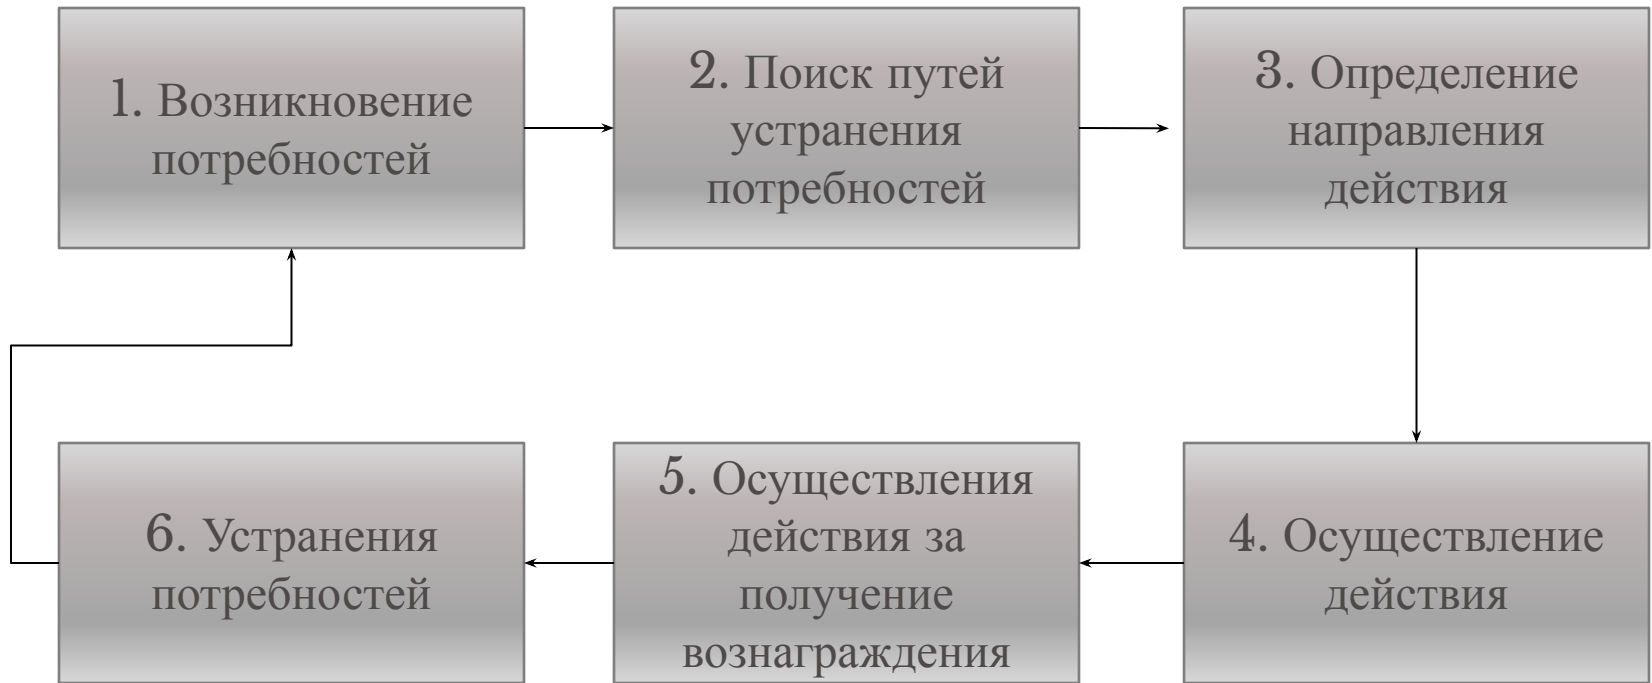 1. Возникновение
потребностей
2. Поиск путей
устранения
потребностей
3. Определение
направления
действия
4. Осуществление
действия
5. Осуществления
действия за
получение
вознаграждения
6. Устранения
потребностей